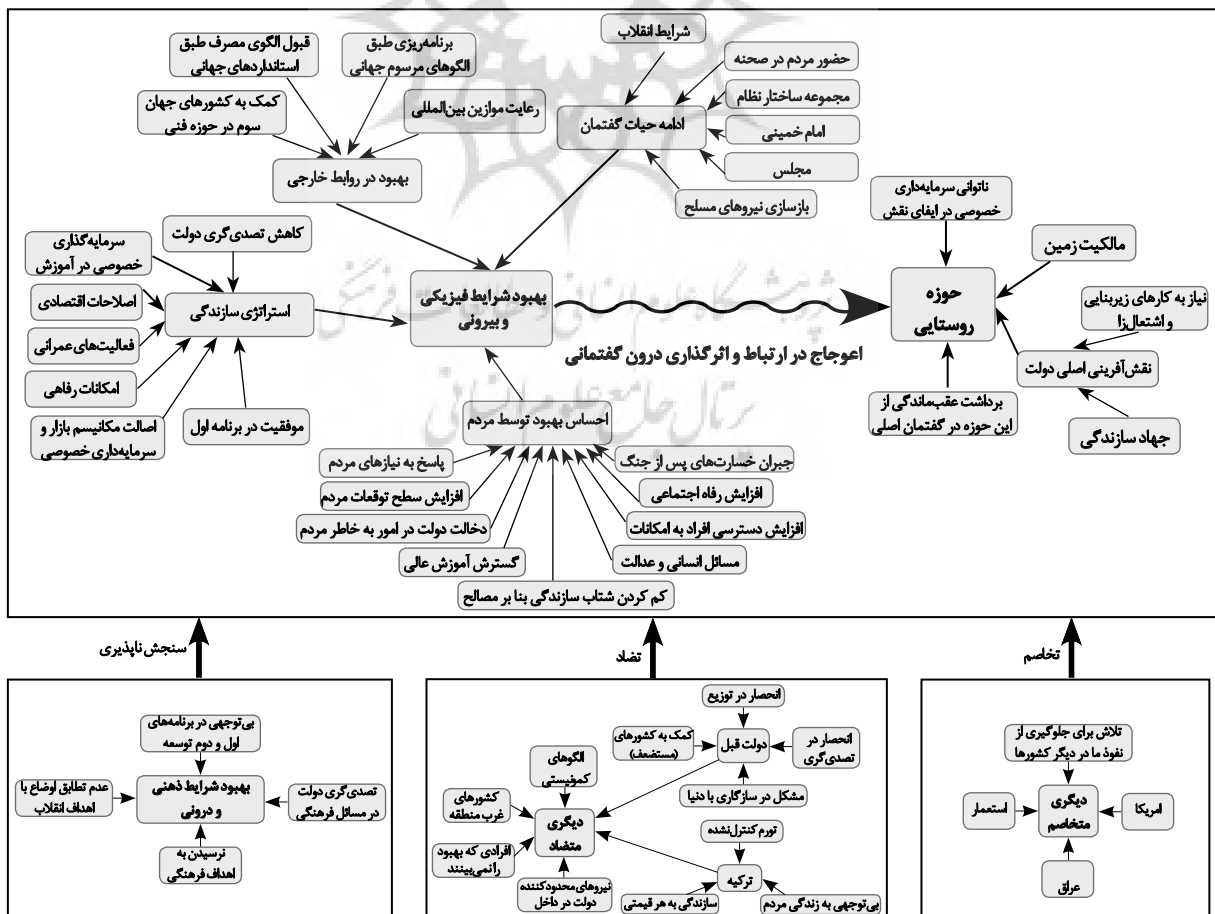 شرایط انقلاب
حضور مردم در صحنه
مجموعه ساختار نظام
امام خمینی
مجلس
بازسازی نیروهای مسلح
ادامه حیات گفتمان
برنامه‌ریزی طبق
الگوهای مرسوم جهانی
قبول الگوی مصرف طبق
استانداردهای جهانی
رعایت موازین بین‌المللی
کمک به کشورهای جهان
سوم در حوزه فنی
بهبود در روابط خارجی
ناتوانی سرمایه‌داری
خصوصی در ایفای نقش
مالکیت زمین
حوزه
روستایی
نیاز به کارهای زیربنایی
و اشتغال‌زا
نقش‌آفرینی اصلی دولت
جهاد سازندگی
برداشت عقب‌ماندگی از
این حوزه در گفتمان اصلی
بهبود شرایط فیزیکی
و بیرونی
اعوجاج در ارتباط و اثرگذاری درون گفتمانی
کاهش تصدی‌گری دولت
سرمایه‌گذاری
خصوصی در آموزش
استراتژی سازندگی
اصلاحات اقتصادی
فعالیت‌های عمرانی
امکانات رفاهی
اصالت مکانیسم بازار و
سرمایه‌داری خصوصی
موفقیت در برنامه اول
پژوهشگاه علوم انسانی و مطالعات فرهنگی
پرتال جامع علوم انسانی
احساس بهبود توسط مردم
جبران خسارت‌های پس از جنگ
پاسخ به نیازهای مردم
افزایش رفاه اجتماعی
افزایش سطح توقعات مردم
افزایش دسترسی افراد به امکانات
دخالت دولت در امور به خاطر مردم
مسائل انسانی و عدالت
گسترش آموزش عالی
کم کردن شتاب سازندگی بنا بر مصالح
تخاصم
تضاد
سنجش ناپذیری
تلاش برای جلوگیری از
نفوذ ما در دیگر کشورها
امریکا
دیگری
متخاصم
استعمار
عراق
انحصار در توزیع
انحصار در
تصدی‌گری
دولت قبل
کمک به کشورهای
(مستضعف)
مشکل در سازگاری با دنیا
الگوهای
کمونیستی
کشورهای
غرب منطقه
دیگری
متضاد
افرادی که بهبود
را نمی‌بینند
نیروهای محدودکننده
دولت در داخل
تورم کنترل‌نشده
ترکیه
بی‌توجهی به زندگی مردم
سازندگی به هر قیمتی
بی‌توجهی در برنامه‌های
اول و دوم توسعه
تصدی‌گری دولت
در مسائل فرهنگی
بهبود شرایط ذهنی
و درونی
عدم تطابق اوضاع با
اهداف انقلاب
نرسیدن به
اهداف فرهنگی